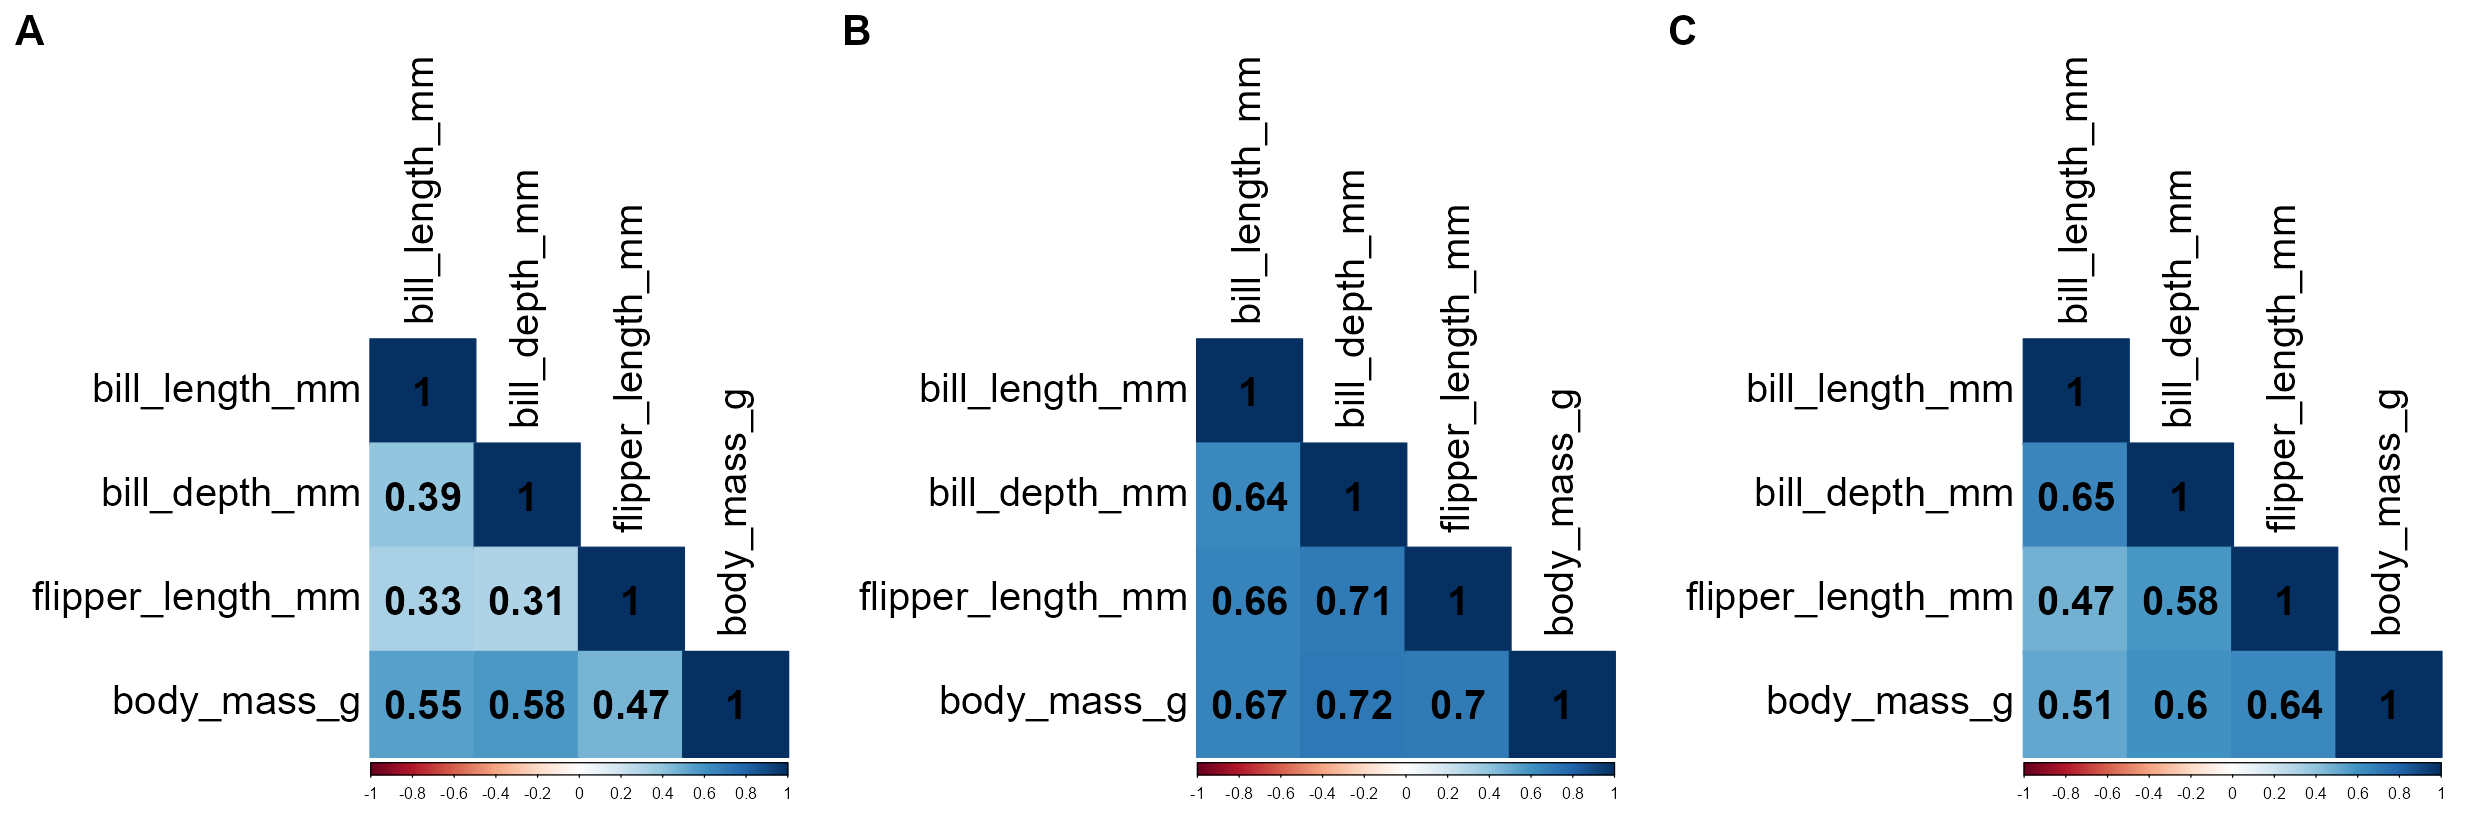 A
bill_length_mm
bill_depth_mm
flipper_length_mm
body_mass_g
bill_length_mm 1
bill_depth_mm 0.39 1
flipper_length_mm 0.33 0.31 1
body_mass_g 0.55 0.58 0.47 1
-1 -0.8 -0.6 -0.4 -0.2 0 0.2 0.4 0.6 0.8 1
B
bill_length_mm
bill_depth_mm
flipper_length_mm
body_mass_g
bill_length_mm 1
bill_depth_mm 0.64 1
flipper_length_mm 0.66 0.71 1
body_mass_g 0.67 0.72 0.7 1
-1 -0.8 -0.6 -0.4 -0.2 0 0.2 0.4 0.6 0.8 1
C
bill_length_mm
bill_depth_mm
flipper_length_mm
body_mass_g
bill_length_mm 1
bill_depth_mm 0.65 1
flipper_length_mm 0.47 0.58 1
body_mass_g 0.51 0.6 0.64 1
-1 -0.8 -0.6 -0.4 -0.2 0 0.2 0.4 0.6 0.8 1